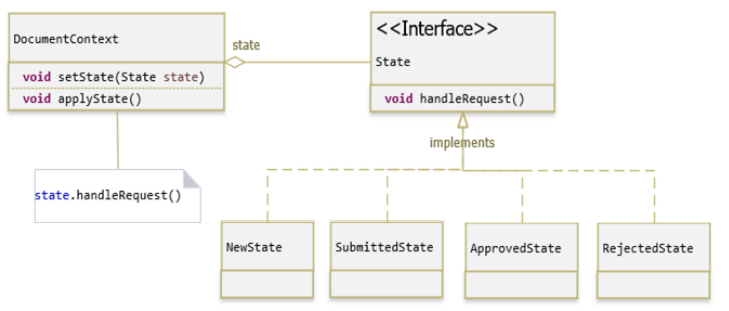 DocumentContext
void setState(State state)
void applyState()
state
<<Interface>>
State
void handleRequest()
implements
state.handleRequest()
NewState
SubmittedState
ApprovedState
RejectedState